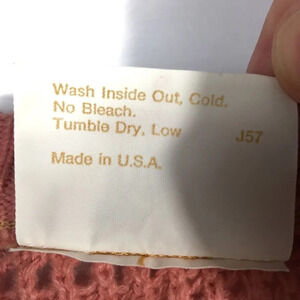 Wash Inside Out, Cold.
No Bleach.
Tumble Dry, Low J57
Made in U.S.A.